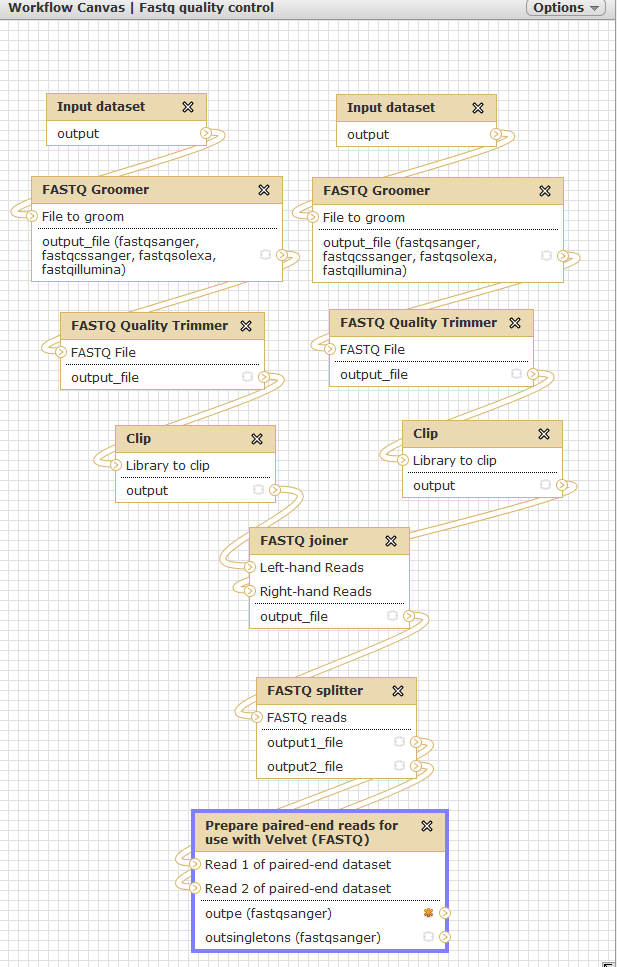 Workflow Canvas | Fastq quality control
Options
Input dataset
output
Input dataset
output
FASTQ Groomer
File to groom
output_file (fastqsanger,
fastqcssanger, fastqsolexa,
fastqillumina)
FASTQ Groomer
File to groom
output_file (fastqsanger,
fastqcssanger, fastqsolexa,
fastqillumina)
FASTQ Quality Trimmer
FASTQ File
output_file
FASTQ Quality Trimmer
FASTQ File
output_file
Clip
Library to clip
output
Clip
Library to clip
output
FASTQ joiner
Left-hand Reads
Right-hand Reads
output_file
FASTQ splitter
FASTQ reads
output1_file
output2_file
Prepare paired-end reads for
use with Velvet (FASTQ)
Read 1 of paired-end dataset
Read 2 of paired-end dataset
outpe (fastqsanger)
outsingletons (fastqsanger)